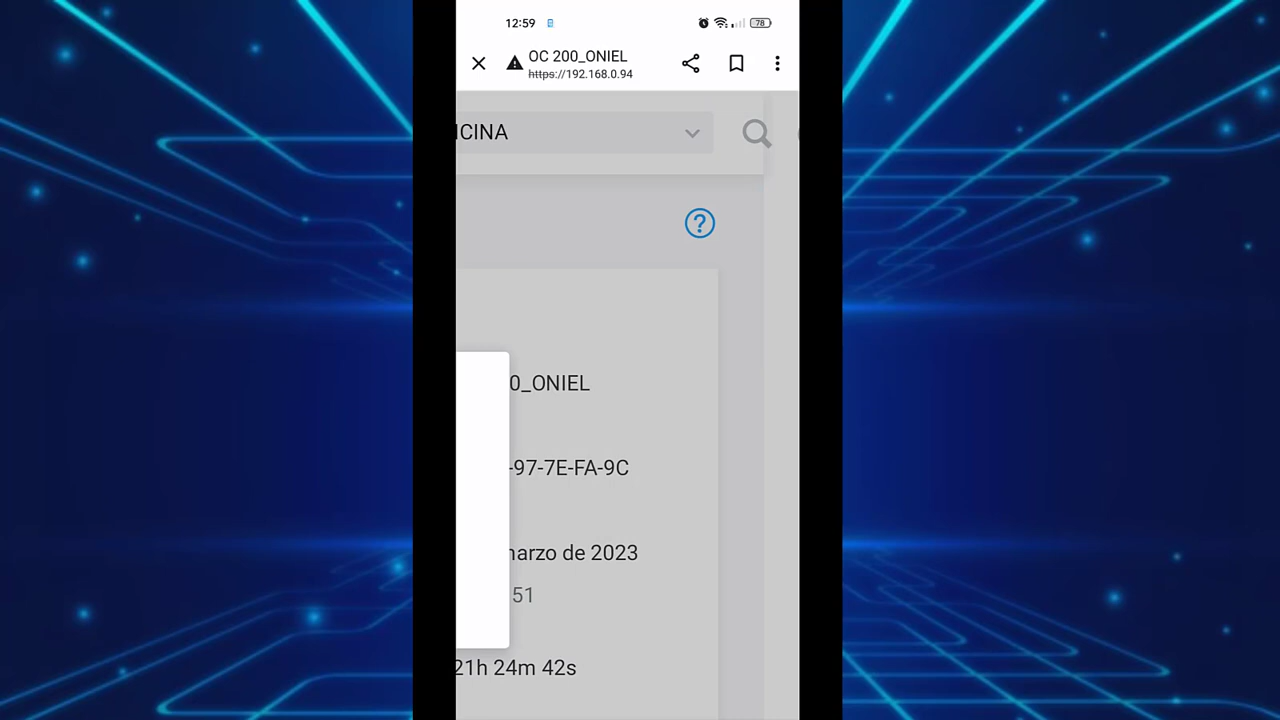 12:59
78
OC 200_ONIEL
https://192.168.0.94
ICINA
?
0_ONIEL
-97-7E-FA-9C
marzo de 2023
51
21h 24m 42s